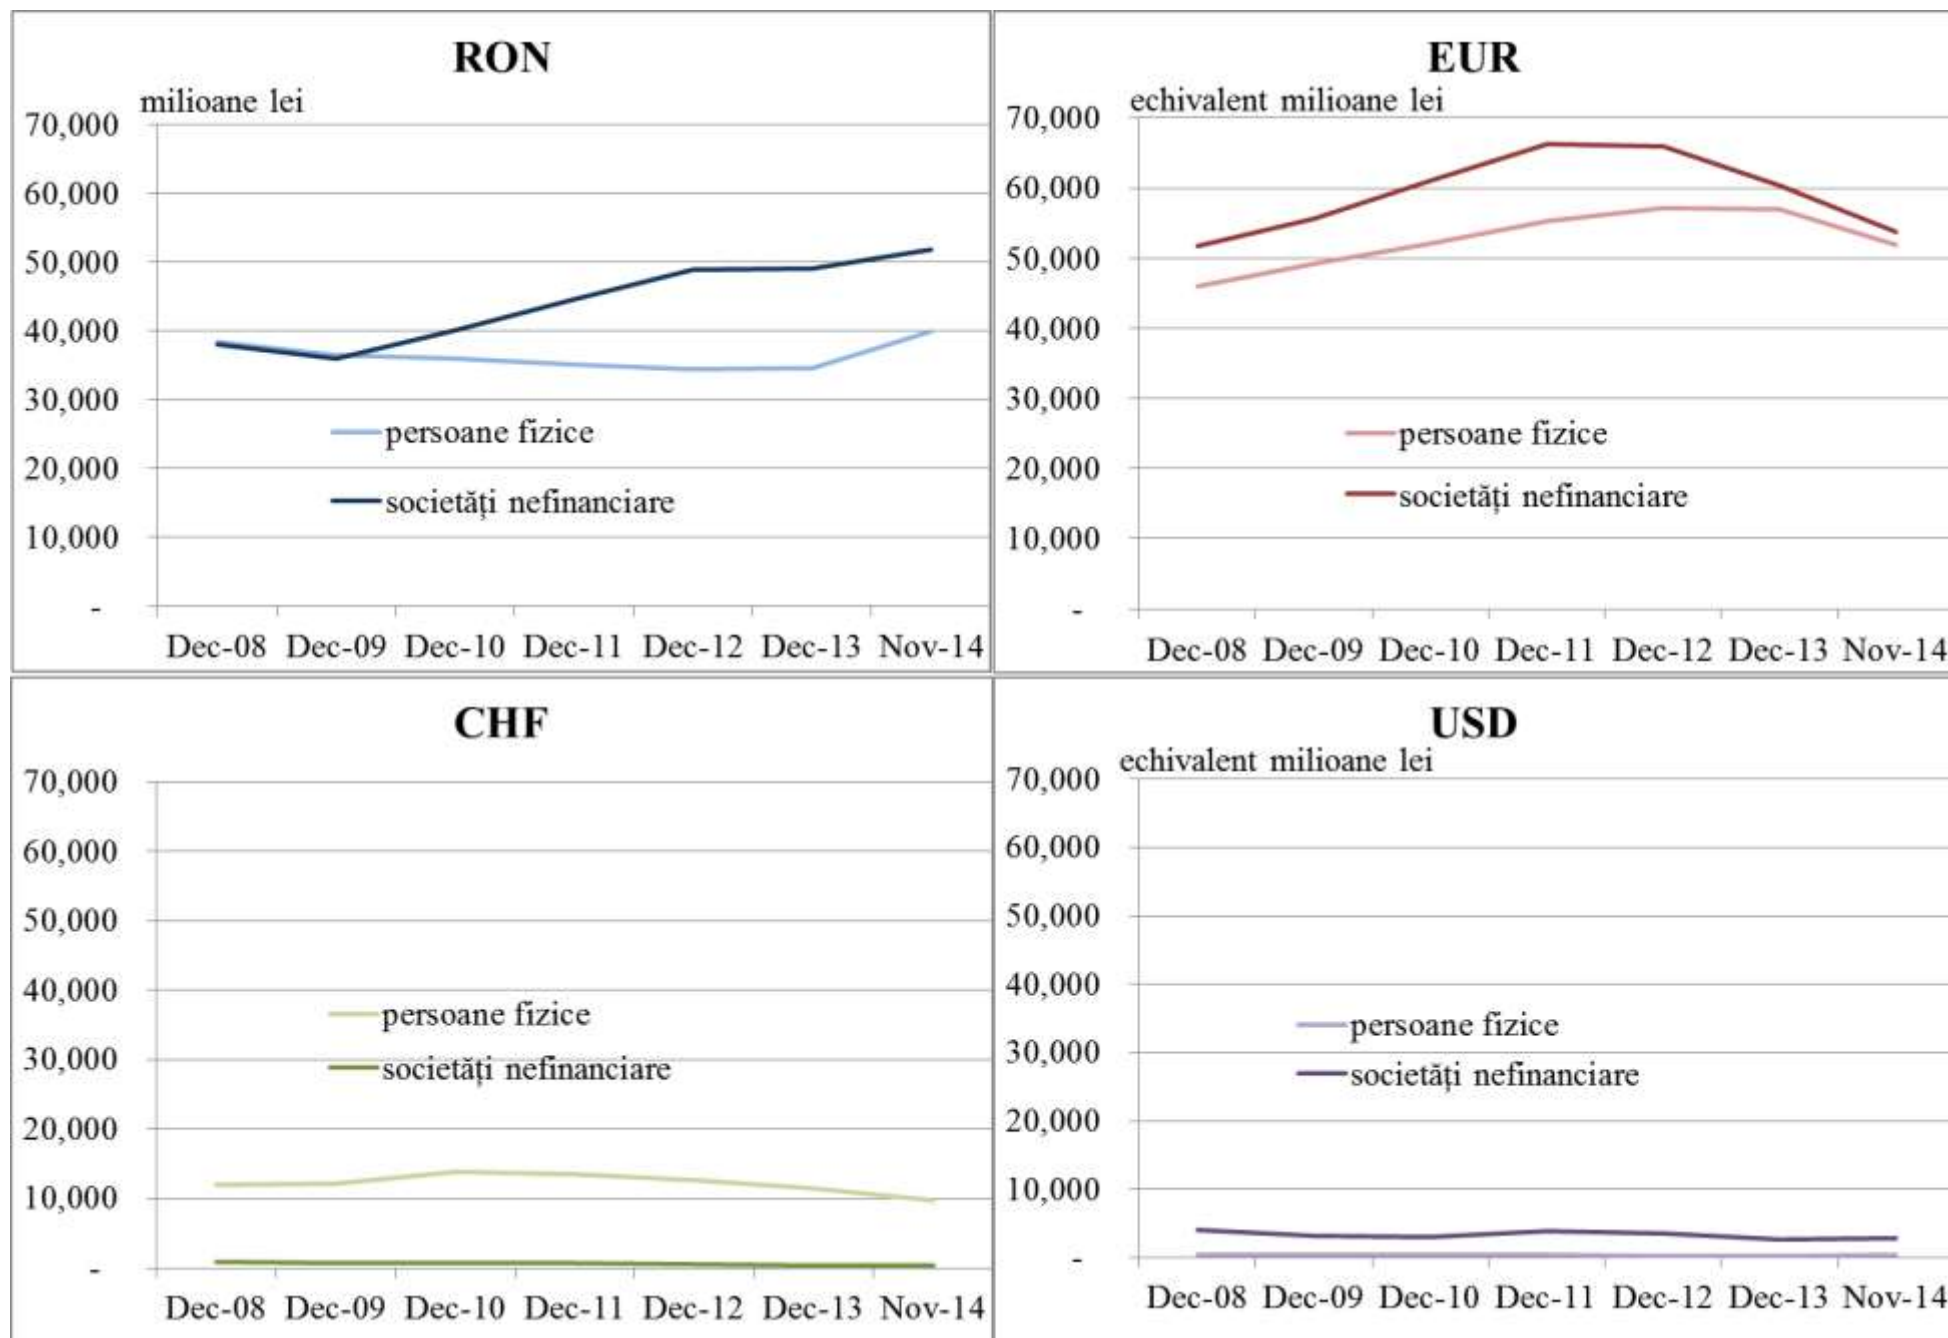 RON
milioane lei
70,000
60,000
50,000
40,000
30,000
20,000
10,000
-
persoane fizice
societăți nefinanciare
Dec-08 Dec-09 Dec-10 Dec-11 Dec-12 Dec-13 Nov-14
EUR
echivalent milioane lei
70,000
60,000
50,000
40,000
30,000
20,000
10,000
-
persoane fizice
societăți nefinanciare
Dec-08 Dec-09 Dec-10 Dec-11 Dec-12 Dec-13 Nov-14
CHF
70,000
60,000
50,000
40,000
30,000
20,000
10,000
-
persoane fizice
societăți nefinanciare
Dec-08 Dec-09 Dec-10 Dec-11 Dec-12 Dec-13 Nov-14
USD
echivalent milioane lei
70,000
60,000
50,000
40,000
30,000
20,000
10,000
-
persoane fizice
societăți nefinanciare
Dec-08 Dec-09 Dec-10 Dec-11 Dec-12 Dec-13 Nov-14